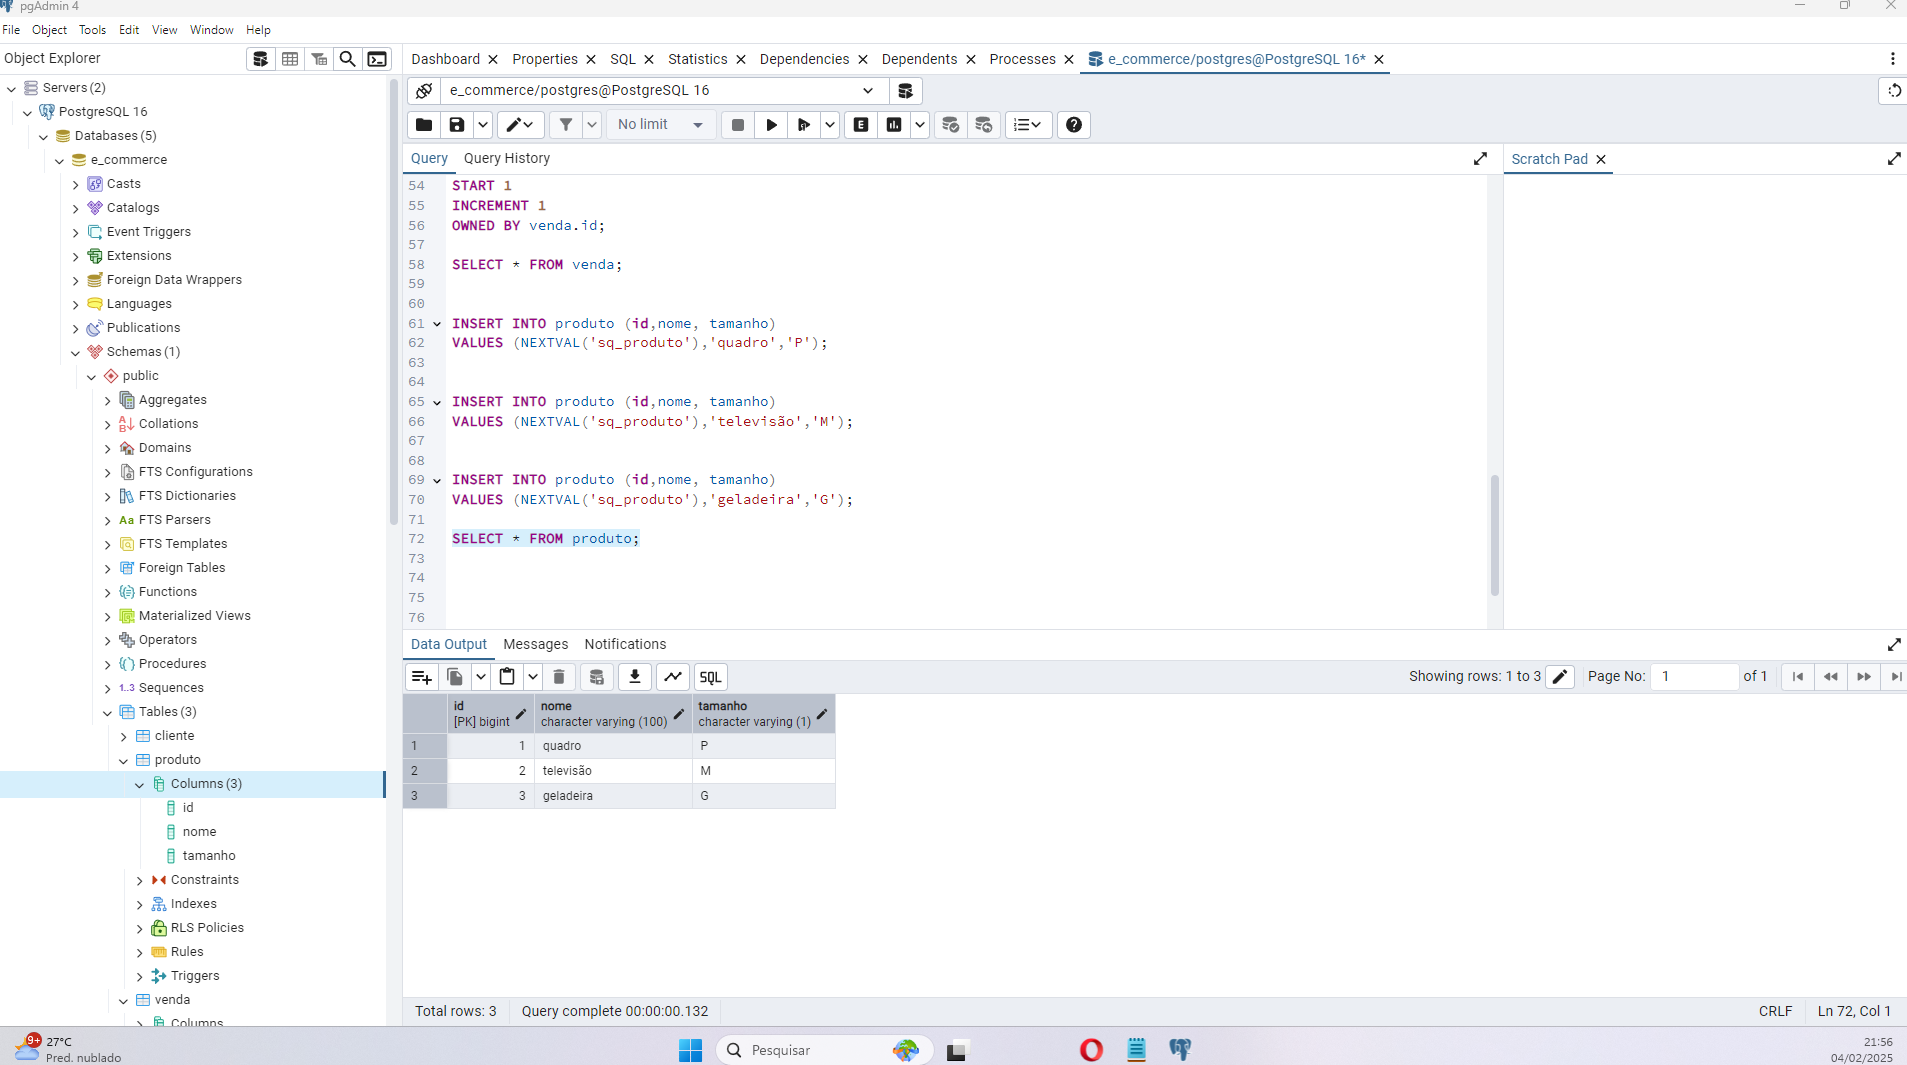 pgAdmin 4
File Object Tools Edit View Window Help
Object Explorer
Servers (2)
PostgreSQL 16
Databases (5)
e_commerce
Casts
Catalogs
Event Triggers
Extensions
Foreign Data Wrappers
Languages
Publications
Schemas (1)
public
Aggregates
Collations
Domains
FTS Configurations
FTS Dictionaries
Aa FTS Parsers
FTS Templates
Foreign Tables
Functions
Materialized Views
Operators
Procedures
1..3 Sequences
Tables (3)
cliente
produto
Columns (3)
id
nome
tamanho
Constraints
Indexes
RLS Policies
Rules
Triggers
venda
Columns
Dashboard Properties SQL Statistics Dependencies Dependents Processes e_commerce/postgres@PostgreSQL 16*
e_commerce/postgres@PostgreSQL 16
No limit
E
Query Query History
Scratch Pad
54 START 1
55 INCREMENT 1
56 OWNED BY venda.id;
57
58 SELECT * FROM venda;
59
60
61 INSERT INTO produto (id,nome, tamanho)
62 VALUES (NEXTVAL('sq_produto'),'quadro','P');
63
64
65 INSERT INTO produto (id,nome, tamanho)
66 VALUES (NEXTVAL('sq_produto'),'televisão','M');
67
68
69 INSERT INTO produto (id,nome, tamanho)
70 VALUES (NEXTVAL('sq_produto'),'geladeira','G');
71
72 SELECT * FROM produto;
73
74
75
76
Data Output Messages Notifications
SQL
Showing rows: 1 to 3 Page No: 1 of 1
id nome tamanho
[PK] bigint character varying (100) character varying (1)
1 1 quadro P
2 2 televisão M
3 3 geladeira G
Total rows: 3 Query complete 00:00:00.132 CRLF Ln 72, Col 1
9+ 27°C
Pred. nublado
Pesquisar
21:56
04/02/2025